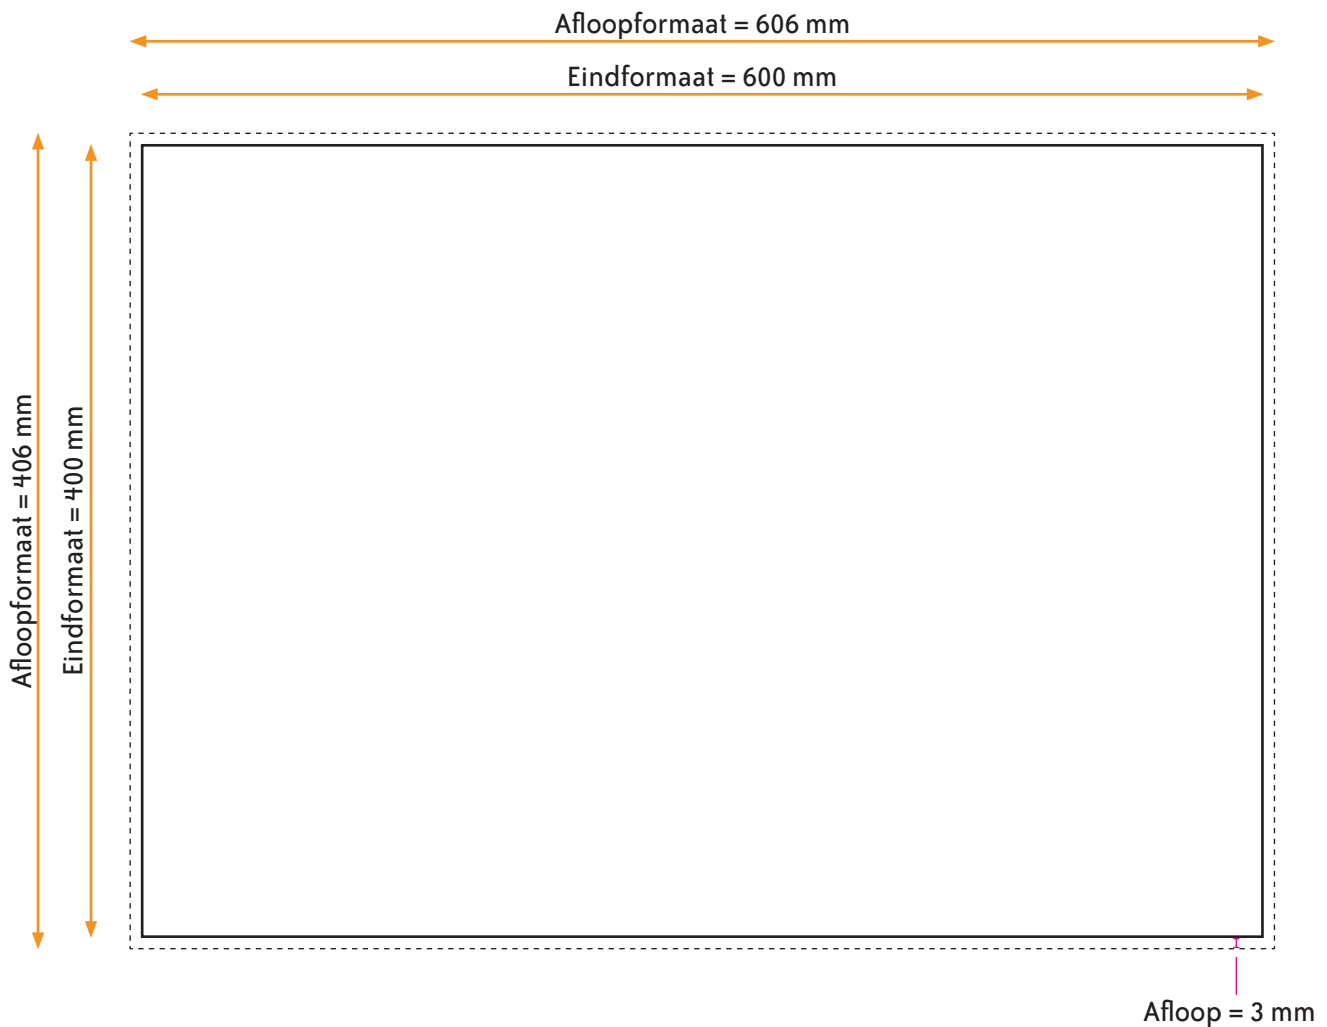 Afloopformaat = 606 mm
Eindformaat = 600 mm
Afloopformaat = 406 mm
Eindformaat = 400 mm
Afloop = 3 mm